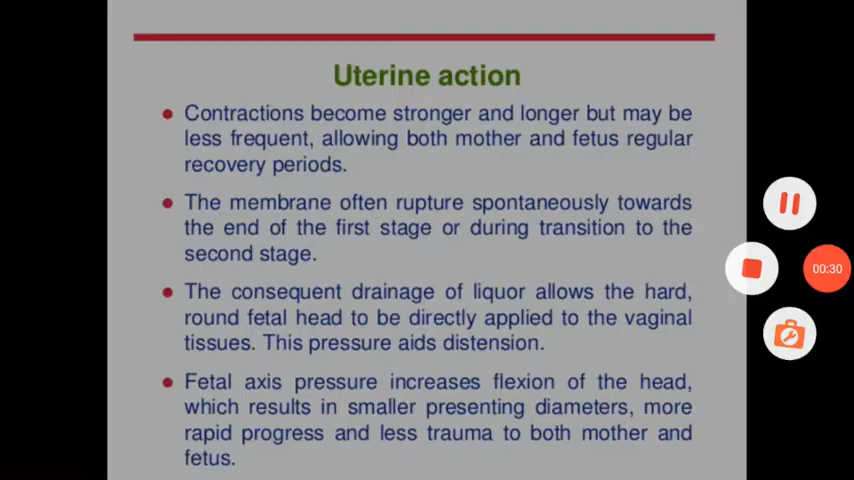 Uterine action
● Contractions become stronger and longer but may be
less frequent, allowing both mother and fetus regular
recovery periods.
● The membrane often rupture spontaneously towards
the end of the first stage or during transition to the
second stage.
● The consequent drainage of liquor allows the hard,
round fetal head to be directly applied to the vaginal
tissues. This pressure aids distension.
● Fetal axis pressure increases flexion of the head,
which results in smaller presenting diameters, more
rapid progress and less trauma to both mother and
fetus.
00:30